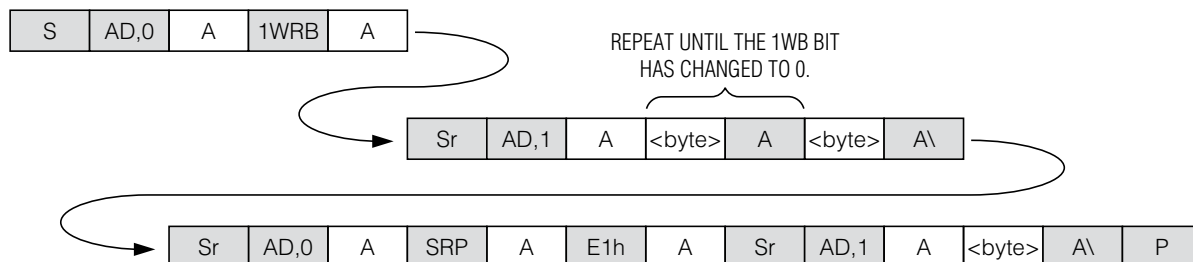 S AD,0 A 1WRB A
REPEAT UNTIL THE 1WB BIT
HAS CHANGED TO 0.
Sr AD,1 A <byte> A <byte> A\
Sr AD,0 A SRP A E1h A Sr AD,1 A <byte> A\ P